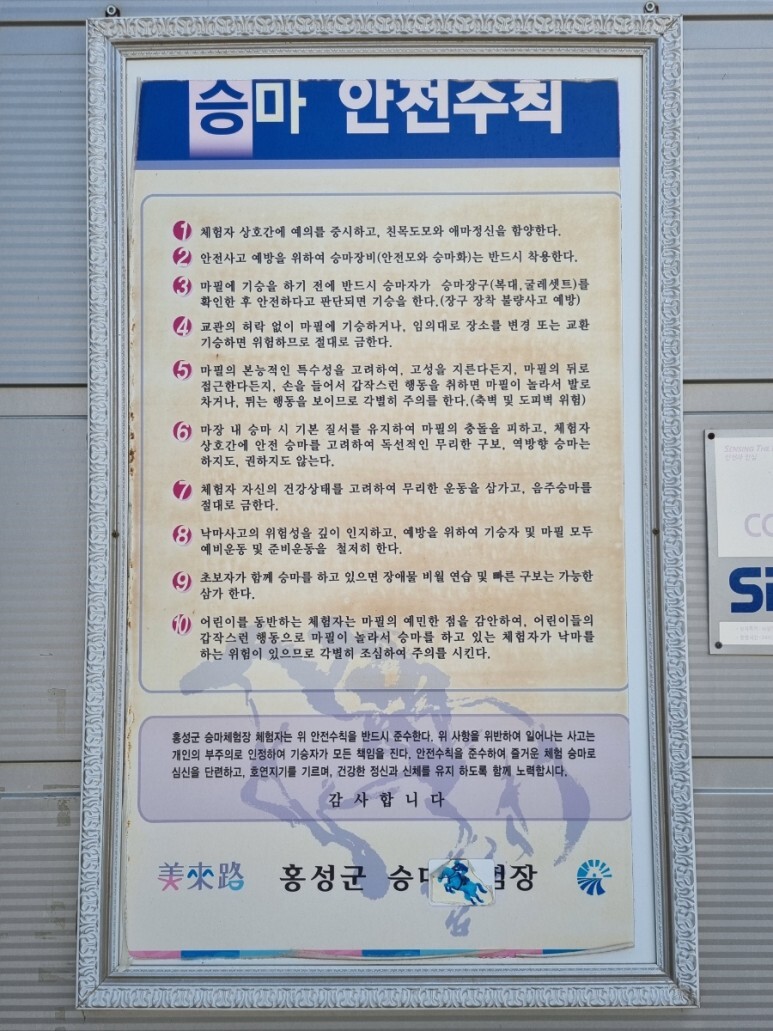 승마 안전수칙
1 체험자 상호간에 예의를 중시하고, 친목도모와 애마정신을 함양한다.
2 안전사고 예방을 위하여 승마장비(안전모와 승마화)는 반드시 착용한다.
3 마필에 기승을 하기 전에 반드시 승마자가 승마장구(복대,굴레셋트)를
확인한 후 안전하다고 판단되면 기승을 한다.(장구 장착 불량사고 예방)
4 교관의 허락 없이 마필에 기승하거나, 임의대로 장소를 변경 또는 교환
기승하면 위험하므로 절대로 금한다.
5 마필의 본능적인 특수성을 고려하여, 고성을 지른다든지, 마필의 뒤로
접근한다든지, 손을 들어서 갑작스런 행동을 취하면 마필이 놀라서 발로
차거나, 튀는 행동을 보이므로 각별히 주의를 한다.(축벽 및 도피벽 위험)
6 마장 내 승마 시 기본 질서를 유지하여 마필의 충돌을 피하고, 체험자
상호간에 안전 승마를 고려하여 독선적인 무리한 구보, 역방향 승마는
하지도, 권하지도 않는다.
7 체험자 자신의 건강상태를 고려하여 무리한 운동을 삼가고, 음주승마를
절대로 금한다.
8 낙마사고의 위험성을 깊이 인지하고, 예방을 위하여 기승자 및 마필 모두
예비운동 및 준비운동을 철저히 한다.
9 초보자가 함께 승마를 하고 있으면 장애물 비월 연습 및 빠른 구보는 가능한
삼가 한다.
10 어린이를 동반하는 체험자는 마필의 예민한 점을 감안하여, 어린이들의
갑작스런 행동으로 마필이 놀라서 승마를 하고 있는 체험자가 낙마를
하는 위험이 있으므로 각별히 조심하여 주의를 시킨다.
홍성군 승마체험장 체험자는 위 안전수칙을 반드시 준수한다. 위 사항을 위반하여 일어나는 사고는
개인의 부주의로 인정하여 기승자가 모든 책임을 진다. 안전수칙을 준수하여 즐거운 체험 승마로
심신을 단련하고, 호연지기를 기르며, 건강한 정신과 신체를 유지 하도록 함께 노력합시다.
감사합니다
美來路 홍성군